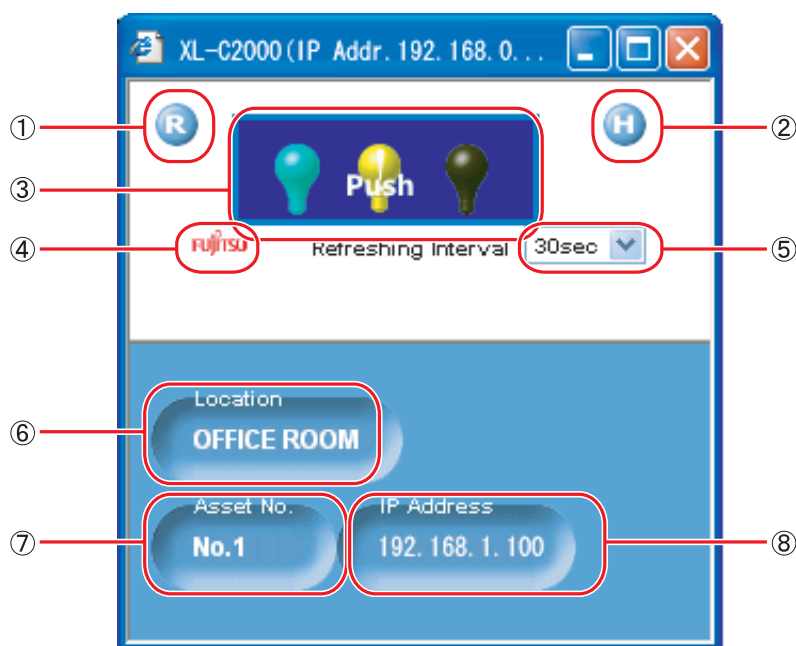 XL-C2000(IP Addr. 192. 168. 0...
① R H ②
③ Push
④ FUJITSU Refreshing Interval 30sec ⑤
Location
⑥ OFFICE ROOM
Asset No. IP Address
⑦ No.1 192. 168. 1. 100 ⑧